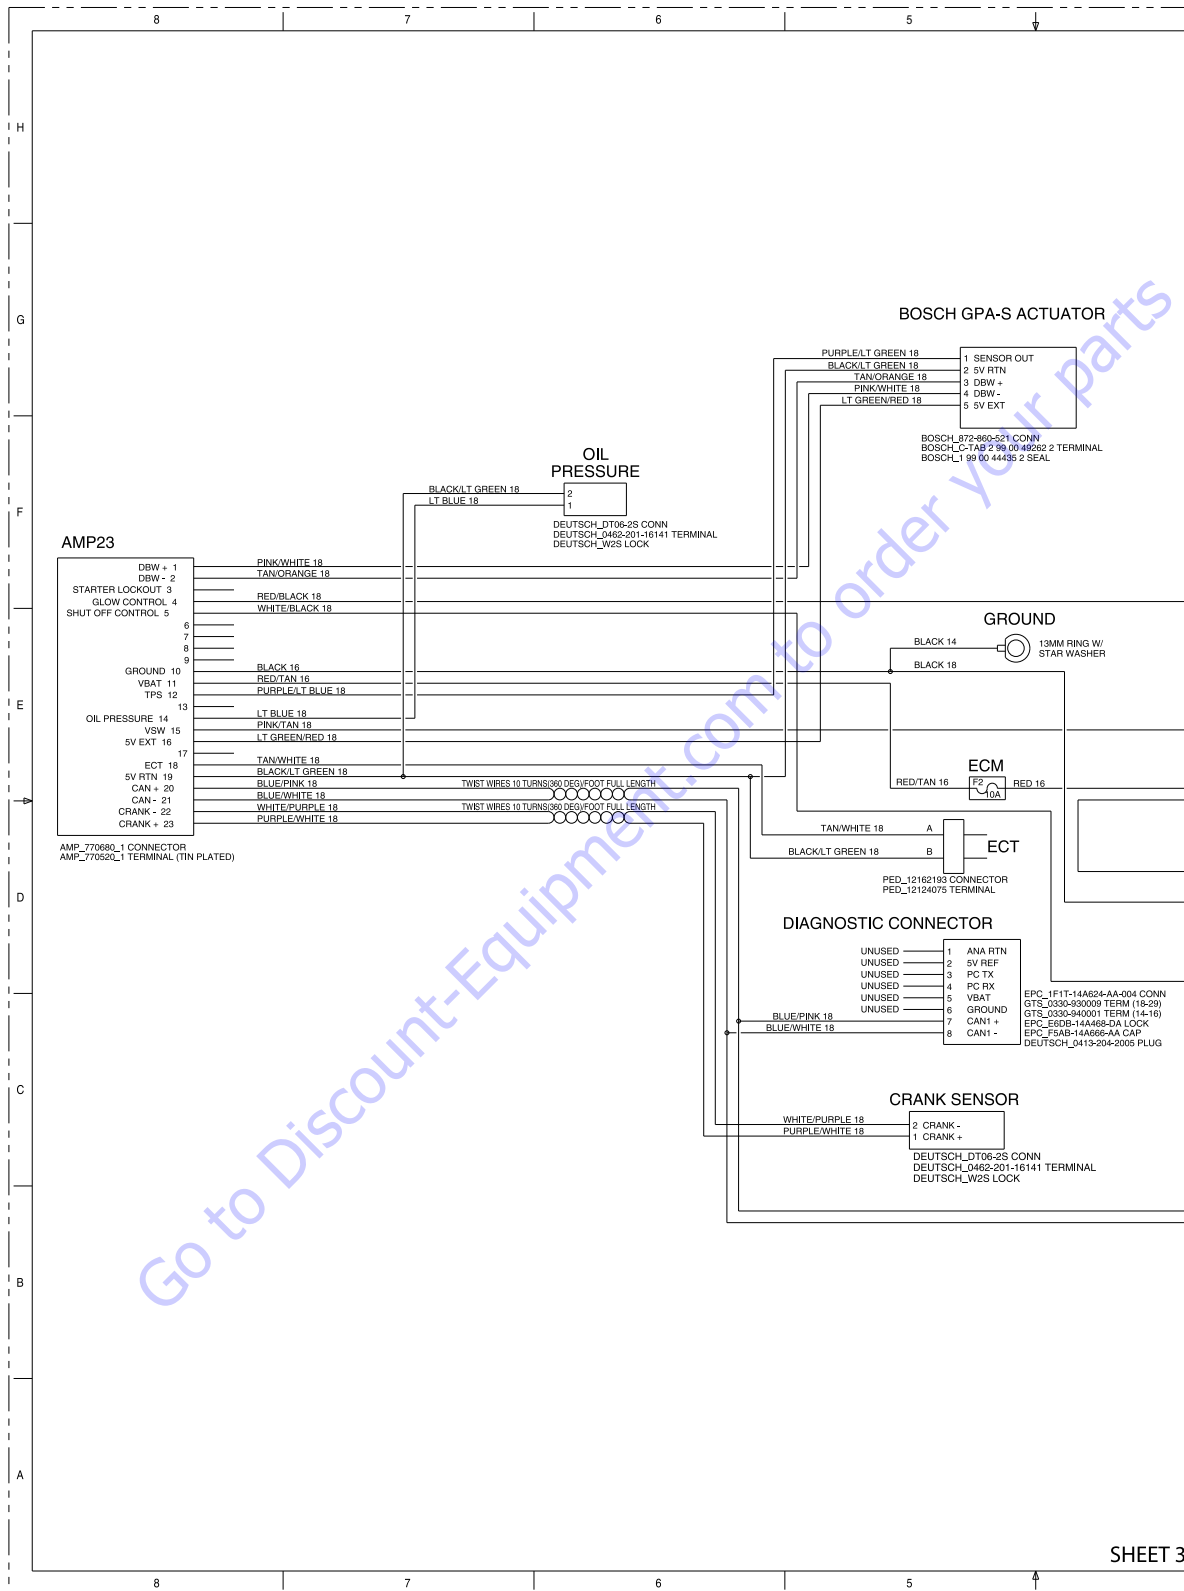 8 7 6 5
H
G
F
E
D
C
B
A
BOSCH GPA-S ACTUATOR
PURPLE/LT GREEN 18
BLACK/LT GREEN 18
TAN/ORANGE 18
PINK/WHITE 18
LT GREEN/RED 18
1 SENSOR OUT
2 5V RTN
3 DBW +
4 DBW -
5 5V EXT
BOSCH_872-860-521 CONN
BOSCH_C-TAB 2 99 00 49262 2 TERMINAL
BOSCH_1 99 00 44435 2 SEAL
OIL
PRESSURE
BLACK/LT GREEN 18
LT BLUE 18
2
1
DEUTSCH_DT06-2S CONN
DEUTSCH_0462-201-16141 TERMINAL
DEUTSCH_W2S LOCK
AMP23
DBW + 1
DBW - 2
STARTER LOCKOUT 3
GLOW CONTROL 4
SHUT OFF CONTROL 5
6
7
8
9
GROUND 10
VBAT 11
TPS 12
13
OIL PRESSURE 14
VSW 15
5V EXT 16
17
ECT 18
5V RTN 19
CAN + 20
CAN - 21
CRANK - 22
CRANK + 23
PINK/WHITE 18
TAN/ORANGE 18
RED/BLACK 18
WHITE/BLACK 18
BLACK 16
RED/TAN 16
PURPLE/LT BLUE 18
LT BLUE 18
PINK/TAN 18
LT GREEN/RED 18
TAN/WHITE 18
BLACK/LT GREEN 18
BLUE/PINK 18
BLUE/WHITE 18
WHITE/PURPLE 18
PURPLE/WHITE 18
TWIST WIRES 10 TURNS(360 DEG)/FOOT FULL LENGTH
TWIST WIRES 10 TURNS(360 DEG)/FOOT FULL LENGTH
AMP_770680_1 CONNECTOR
AMP_770520_1 TERMINAL (TIN PLATED)
GROUND
BLACK 14
BLACK 18
13MM RING W/
STAR WASHER
ECM
RED/TAN 16
F2
10A
RED 16
TAN/WHITE 18
BLACK/LT GREEN 18
A
B
ECT
PED_12162193 CONNECTOR
PED_12124075 TERMINAL
DIAGNOSTIC CONNECTOR
UNUSED
UNUSED
UNUSED
UNUSED
UNUSED
UNUSED
BLUE/PINK 18
BLUE/WHITE 18
1 ANA RTN
2 5V REF
3 PC TX
4 PC RX
5 VBAT
6 GROUND
7 CAN1 +
8 CAN1 -
EPC_1F1T-14A624-AA-004 CONN
GTS_0330-930009 TERM (18-29)
GTS_0330-940001 TERM (14-16)
EPC_E6DB-14A468-DA LOCK
EPC_F5AB-14A666-AA CAP
DEUTSCH_0413-204-2005 PLUG
CRANK SENSOR
WHITE/PURPLE 18
PURPLE/WHITE 18
2 CRANK -
1 CRANK +
DEUTSCH_DT06-2S CONN
DEUTSCH_0462-201-16141 TERMINAL
DEUTSCH_W2S LOCK
Go to Discount-Equipment.com to order your parts
SHEET 3
8 7 6 5